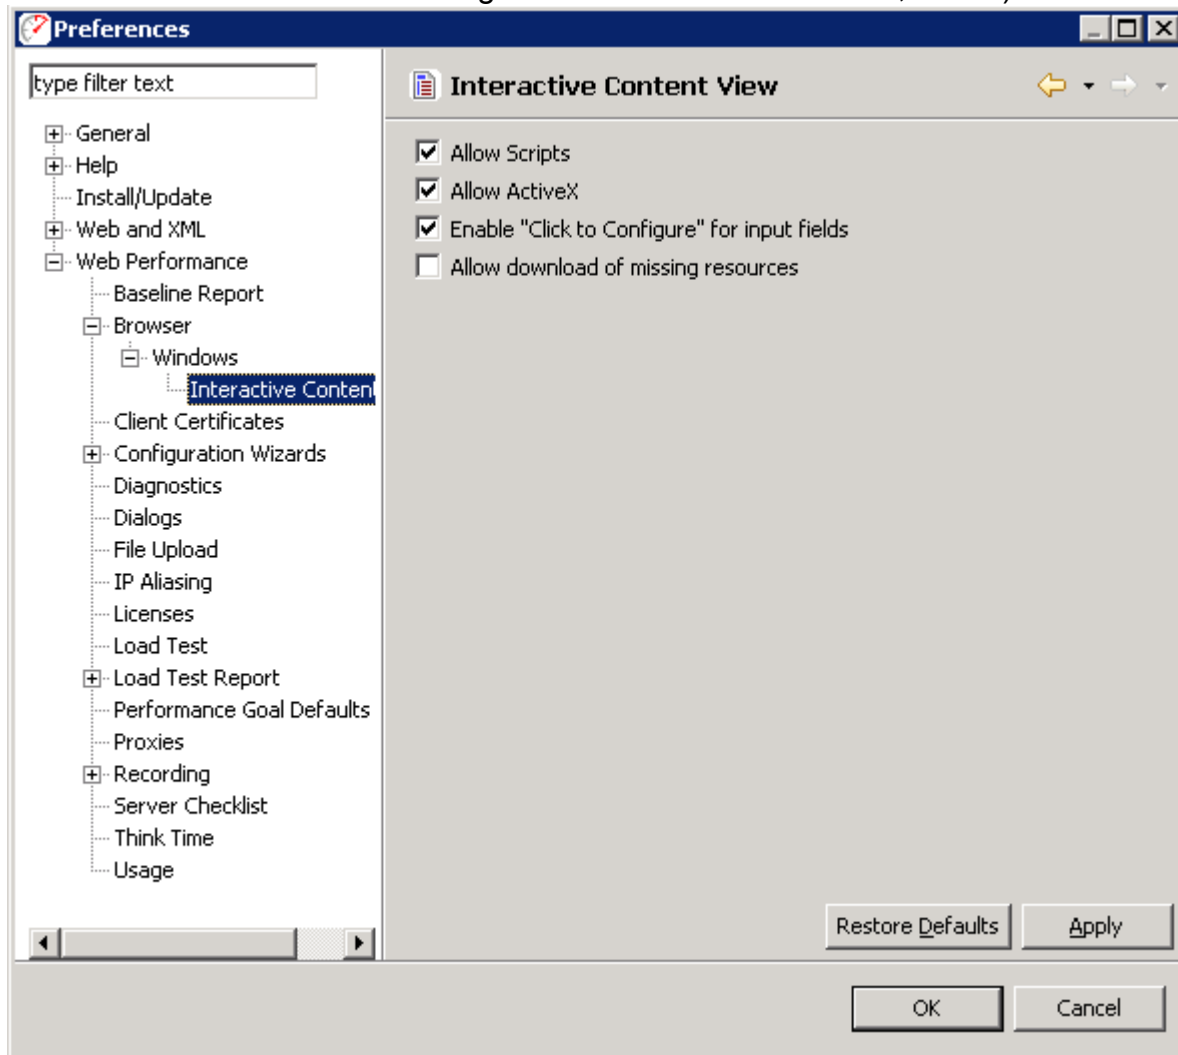 Preferences
type filter text
Interactive Content View
General
Help
Install/Update
Web and XML
Web Performance
Baseline Report
Browser
Windows
Interactive Conten
Client Certificates
Configuration Wizards
Diagnostics
Dialogs
File Upload
IP Aliasing
Licenses
Load Test
Load Test Report
Performance Goal Defaults
Proxies
Recording
Server Checklist
Think Time
Usage
Allow Scripts
Allow ActiveX
Enable "Click to Configure" for input fields
Allow download of missing resources
Restore Defaults
Apply
OK
Cancel